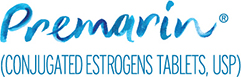 Premarin®
(CONJUGATED ESTROGENS TABLETS, USP)